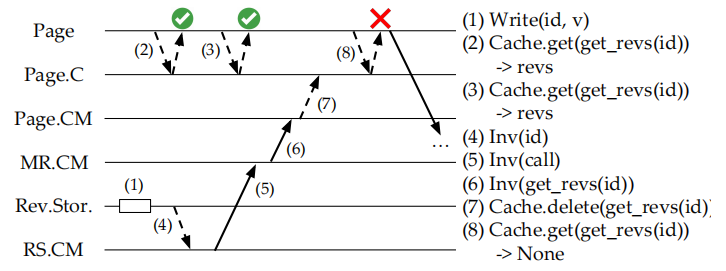 Page
Page.C
Page.CM
MR.CM
Rev.Stor.
RS.CM
(2)
(3)
(8)
(7)
(6)
...
(1)
(5)
(4)
(1) Write(id, v)
(2) Cache.get(get_revs(id))
-> revs
(3) Cache.get(get_revs(id))
-> revs
(4) Inv(id)
(5) Inv(call)
(6) Inv(get_revs(id))
(7) Cache.delete(get_revs(id))
(8) Cache.get(get_revs(id))
-> None